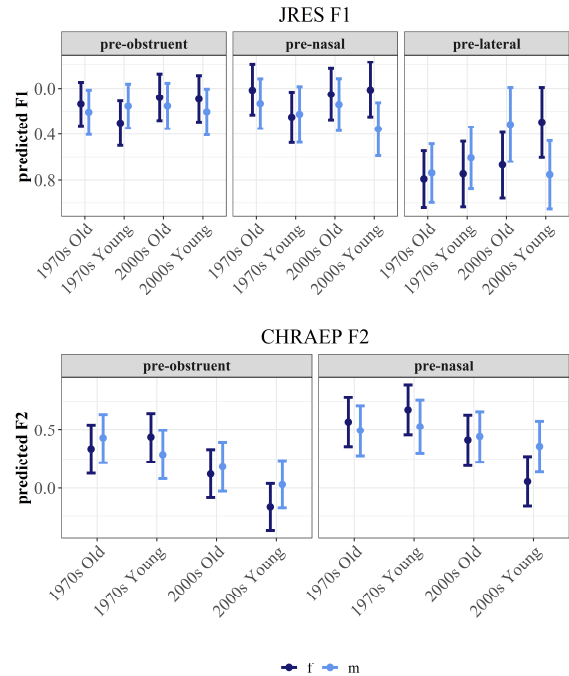 JRES F1
pre-obstruent pre-nasal pre-lateral
predicted F1
0.0
0.4
0.8
1970s Old 1970s Young 2000s Old 2000s Young 1970s Old 1970s Young 2000s Old 2000s Young 1970s Old 1970s Young 2000s Old 2000s Young
CHRAEP F2
pre-obstruent pre-nasal
predicted F2
0.5
0.0
1970s Old 1970s Young 2000s Old 2000s Young 1970s Old 1970s Young 2000s Old 2000s Young
f m